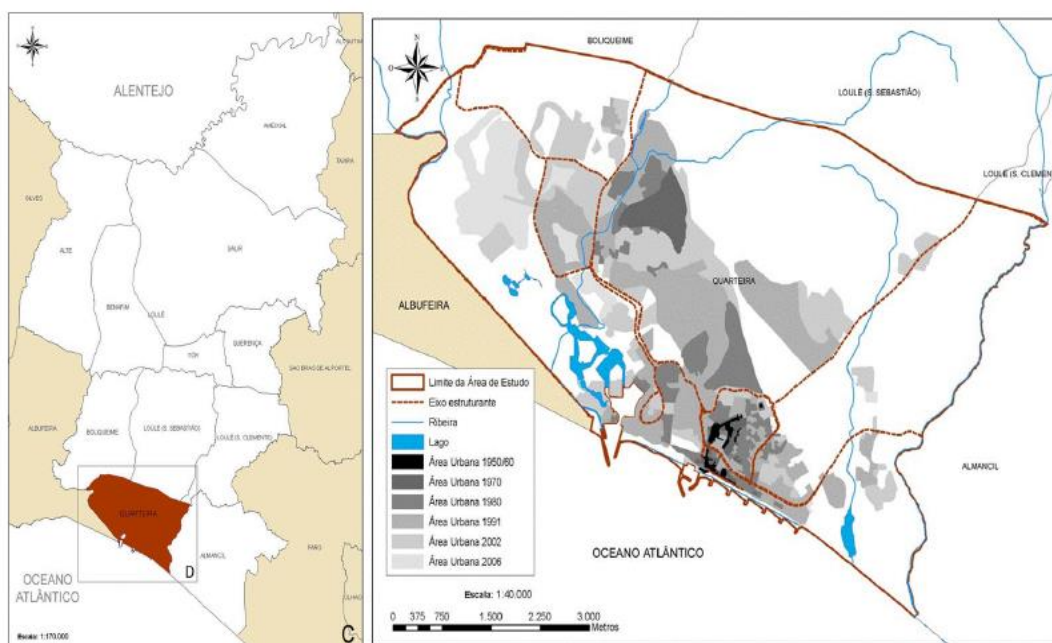 ALENTEJO
AMEIXIAL
ALTE
SALIR
BENAFIM
LOULÉ
TÔR
QUERENÇA
SÃO BRÁS DE ALPORTEL
ALBUFEIRA
BOLIQUEIME
LOULÉ (S. SEBASTIÃO)
LOULÉ (S. CLEMENTE)
QUARTEIRA
ALMANCIL
FARO
D
OCEANO
ATLÂNTICO
Escala: 1:170.000
C
N
O
E
S
BOLIQUEIME
LOULÉ (S. SEBASTIÃO)
LOULÉ (S. CLEMEN
QUARTEIRA
ALBUFEIRA
ALMANCIL
OCEANO ATLÂNTICO
Limite da Área de Estudo
Eixo estruturante
Ribeira
Lago
Área Urbana 1950/60
Área Urbana 1970
Área Urbana 1980
Área Urbana 1991
Área Urbana 2002
Área Urbana 2006
Escala: 1:40.000
0 375 750 1.500 2.250 3.000
Metros